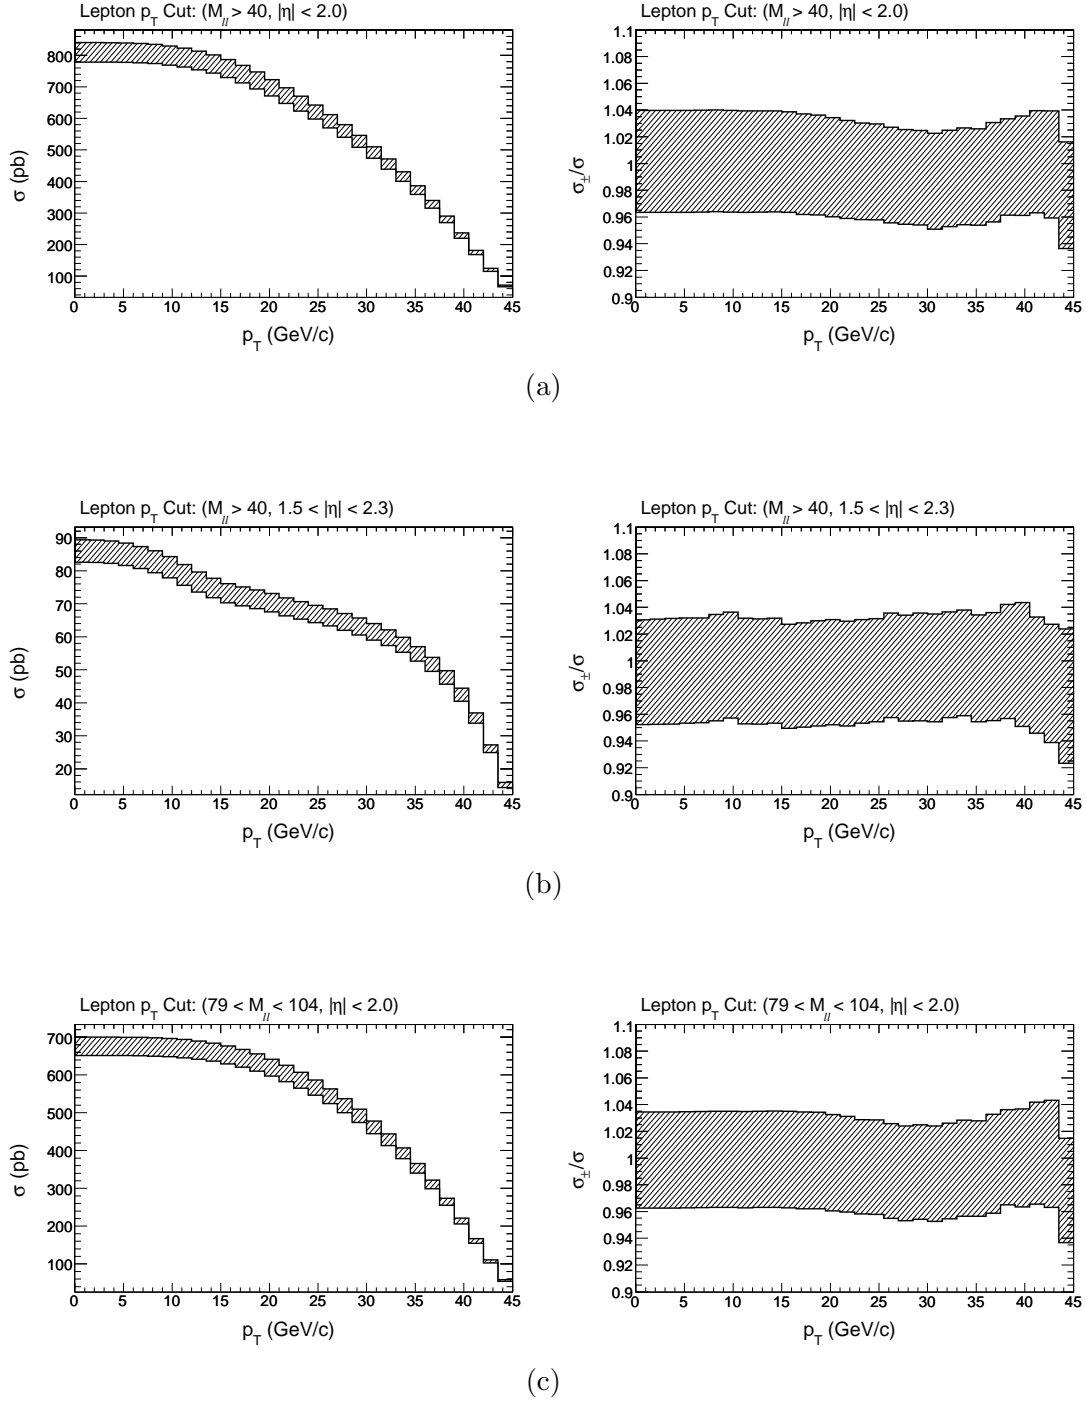 Lepton p_T Cut: (M_ll > 40, |η| < 2.0)
800
700
600
500
400
300
200
100
σ (pb)
0 5 10 15 20 25 30 35 40 45
p_T (GeV/c)
Lepton p_T Cut: (M_ll > 40, |η| < 2.0)
1.1
1.08
1.06
1.04
1.02
1
0.98
0.96
0.94
0.92
0.9
σ_±/σ
0 5 10 15 20 25 30 35 40 45
p_T (GeV/c)
(a)
Lepton p_T Cut: (M_ll > 40, 1.5 < |η| < 2.3)
90
80
70
60
50
40
30
20
σ (pb)
0 5 10 15 20 25 30 35 40 45
p_T (GeV/c)
Lepton p_T Cut: (M_ll > 40, 1.5 < |η| < 2.3)
1.1
1.08
1.06
1.04
1.02
1
0.98
0.96
0.94
0.92
0.9
σ_±/σ
0 5 10 15 20 25 30 35 40 45
p_T (GeV/c)
(b)
Lepton p_T Cut: (79 < M_ll < 104, |η| < 2.0)
700
600
500
400
300
200
100
σ (pb)
0 5 10 15 20 25 30 35 40 45
p_T (GeV/c)
Lepton p_T Cut: (79 < M_ll < 104, |η| < 2.0)
1.1
1.08
1.06
1.04
1.02
1
0.98
0.96
0.94
0.92
0.9
σ_±/σ
0 5 10 15 20 25 30 35 40 45
p_T (GeV/c)
(c)